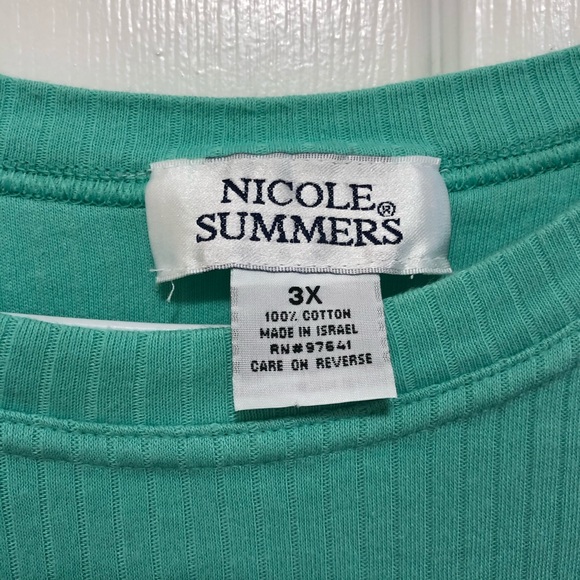 NICOLE®
SUMMERS
3X
100% COTTON
MADE IN ISRAEL
RN#97641
CARE ON REVERSE